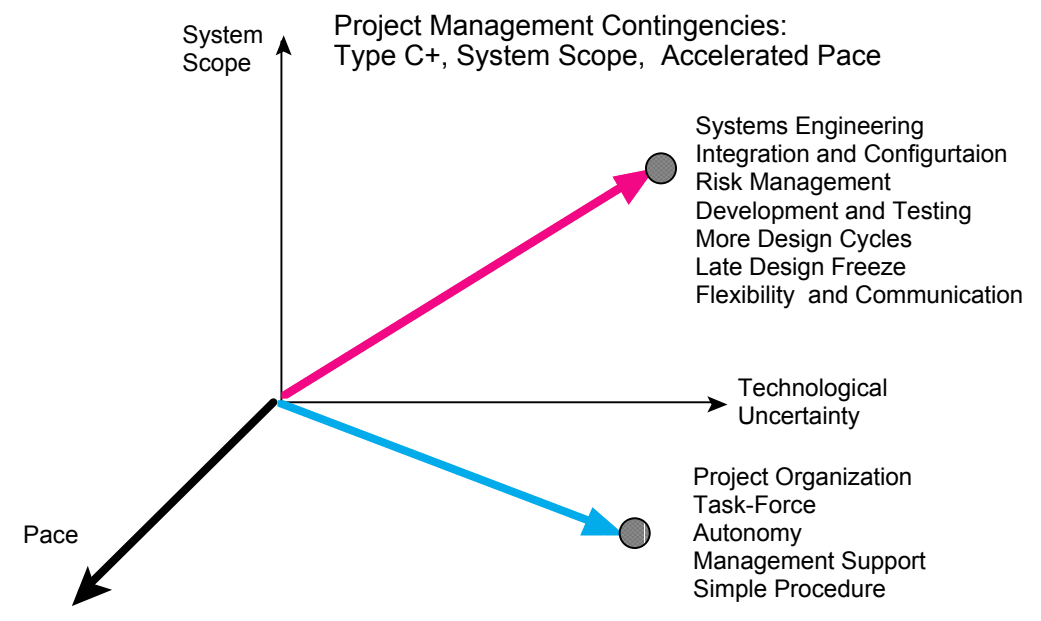 Project Management Contingencies:
Type C+, System Scope, Accelerated Pace
System
Scope
Systems Engineering
Integration and Configurtaion
Risk Management
Development and Testing
More Design Cycles
Late Design Freeze
Flexibility and Communication
Technological
Uncertainty
Project Organization
Task-Force
Autonomy
Management Support
Simple Procedure
Pace